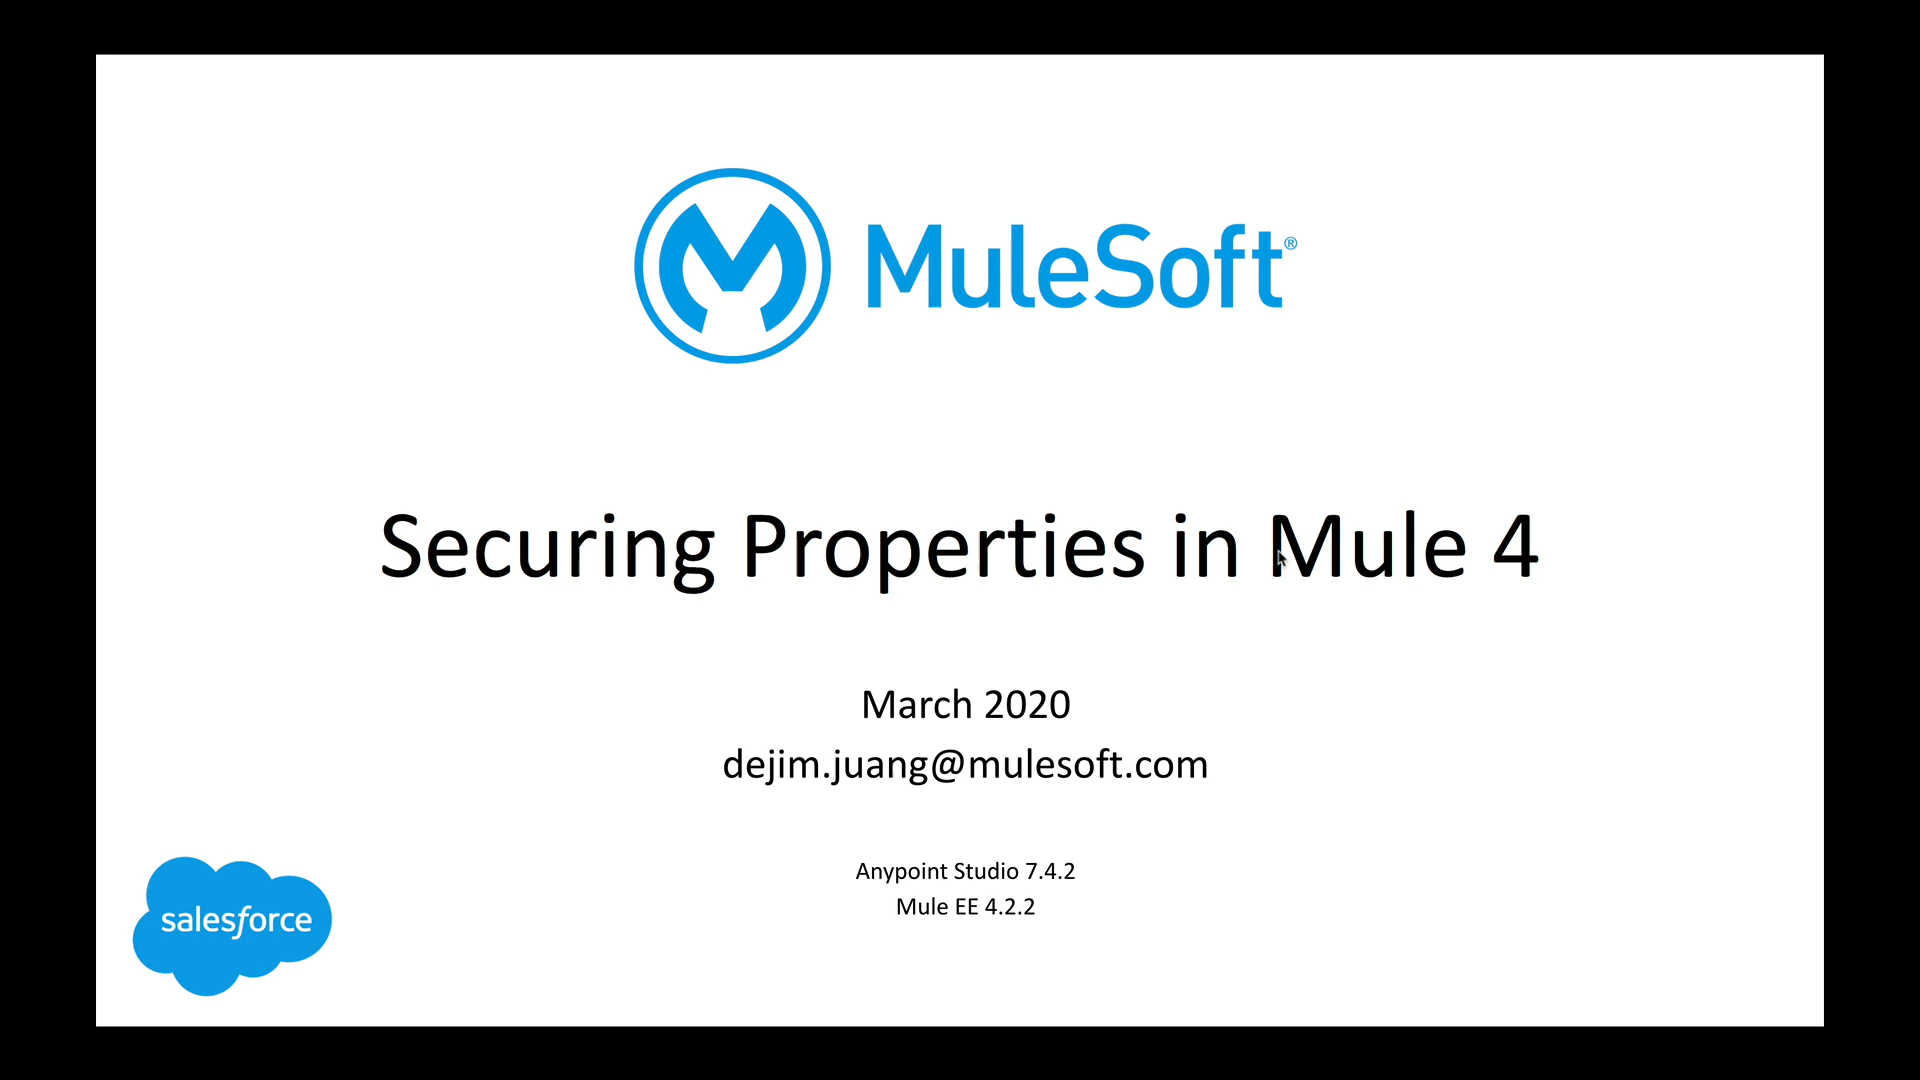 MuleSoft®
Securing Properties in Mule 4
March 2020
dejim.juang@mulesoft.com
Anypoint Studio 7.4.2
Mule EE 4.2.2
salesforce